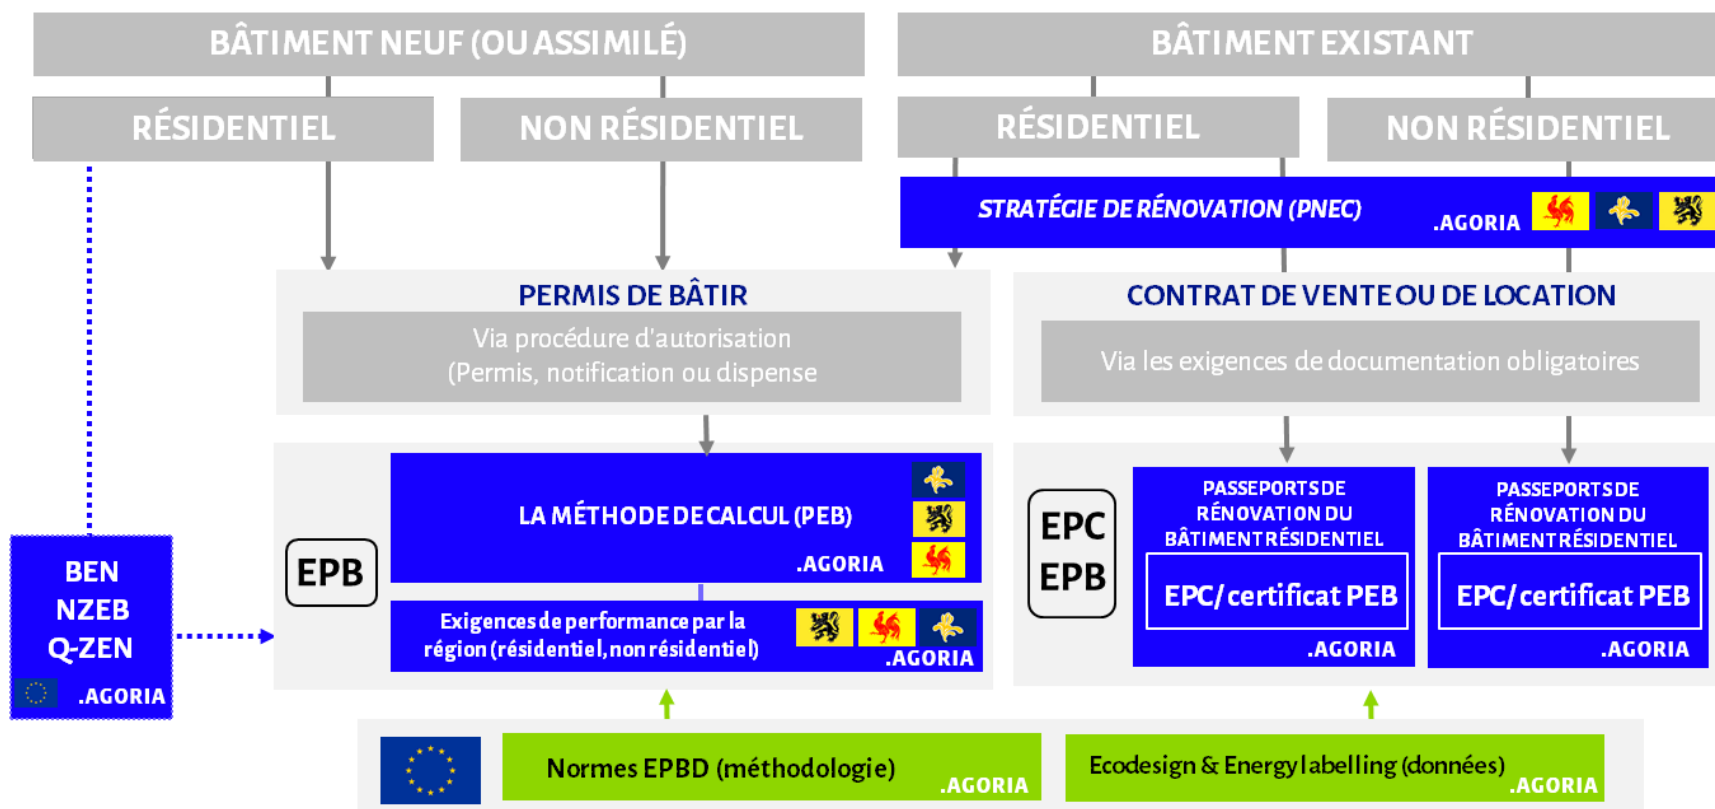 BÂTIMENT NEUF (OU ASSIMILÉ)
BÂTIMENT EXISTANT
RÉSIDENTIEL
NON RÉSIDENTIEL
RÉSIDENTIEL
NON RÉSIDENTIEL
STRATÉGIE DE RÉNOVATION (PNEC)
.AGORIA
PERMIS DE BÂTIR
Via procédure d'autorisation
(Permis, notification ou dispense
CONTRAT DE VENTE OU DE LOCATION
Via les exigences de documentation obligatoires
EPB
LA MÉTHODE DE CALCUL (PEB)
.AGORIA
Exigences de performance par la
région (résidentiel, non résidentiel)
.AGORIA
EPC
EPB
PASSEPORTS DE
RÉNOVATION DU
BÂTIMENT RÉSIDENTIEL
EPC/ certificat PEB
.AGORIA
PASSEPORTS DE
RÉNOVATION DU
BÂTIMENT RÉSIDENTIEL
EPC/ certificat PEB
.AGORIA
BEN
NZEB
Q-ZEN
.AGORIA
Normes EPBD (méthodologie)
.AGORIA
Ecodesign & Energy labelling (données)
.AGORIA